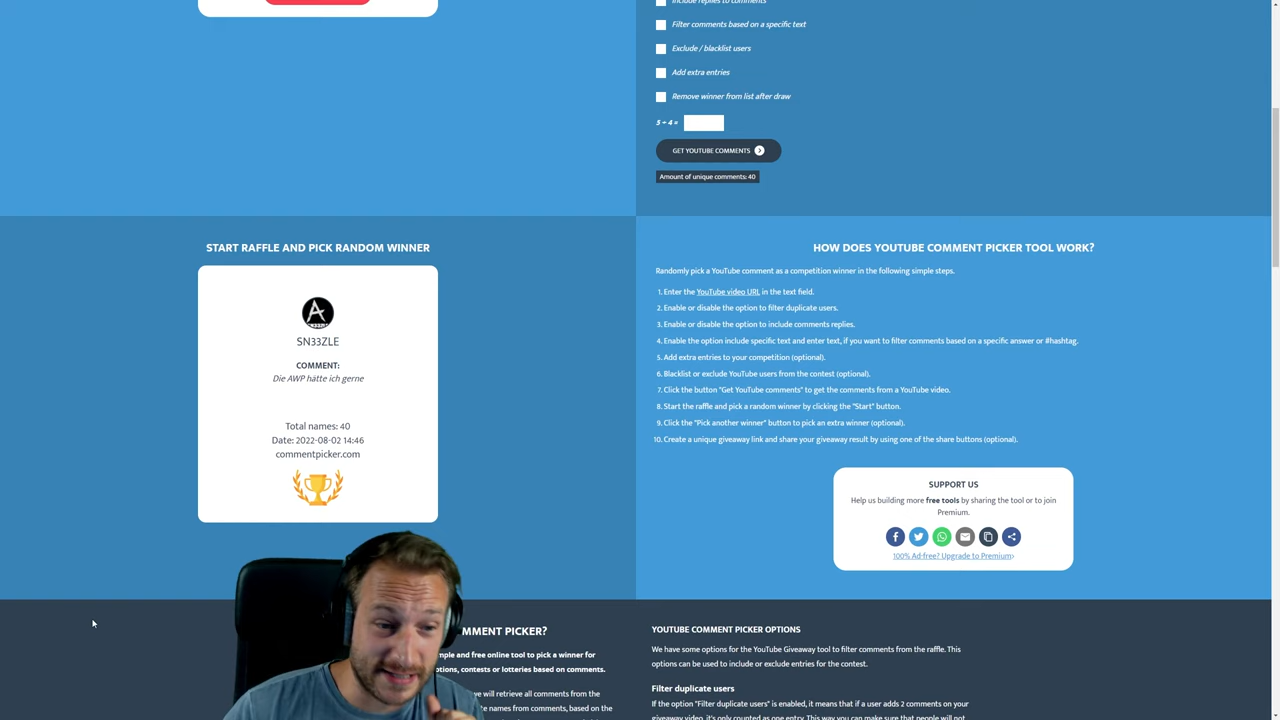 Include replies to comments
Filter comments based on a specific text
Exclude / blacklist users
Add extra entries
Remove winner from list after draw
5 + 4 =
GET YOUTUBE COMMENTS
Amount of unique comments: 40
START RAFFLE AND PICK RANDOM WINNER
SN33ZLE
COMMENT:
Die AWP hätte ich gerne
Total names: 40
Date: 2022-08-02 14:46
commentpicker.com
HOW DOES YOUTUBE COMMENT PICKER TOOL WORK?
Randomly pick a YouTube comment as a competition winner in the following simple steps.
1. Enter the YouTube video URL in the text field.
2. Enable or disable the option to filter duplicate users.
3. Enable or disable the option to include comments replies.
4. Enable the option include specific text and enter text, if you want to filter comments based on a specific answer or #hashtag.
5. Add extra entries to your competition (optional).
6. Blacklist or exclude YouTube users from the contest (optional).
7. Click the button "Get YouTube comments" to get the comments from a YouTube video.
8. Start the raffle and pick a random winner by clicking the "Start" button.
9. Click the "Pick another winner" button to pick an extra winner (optional).
10. Create a unique giveaway link and share your giveaway result by using one of the share buttons (optional).
SUPPORT US
Help us building more free tools by sharing the tool or to join
Premium.
100% Ad-free? Upgrade to Premium›
MMENT PICKER?
mple and free online tool to pick a winner for
otions, contests or lotteries based on comments.
we will retrieve all comments from the
te names from comments, based on the
YOUTUBE COMMENT PICKER OPTIONS
We have some options for the YouTube Giveaway tool to filter comments from the raffle. This
options can be used to include or exclude entries for the contest.
Filter duplicate users
If the option "Filter duplicate users" is enabled, it means that if a user adds 2 comments on your
giveaway video, it's only counted as one entry. This way you can make sure that people will not